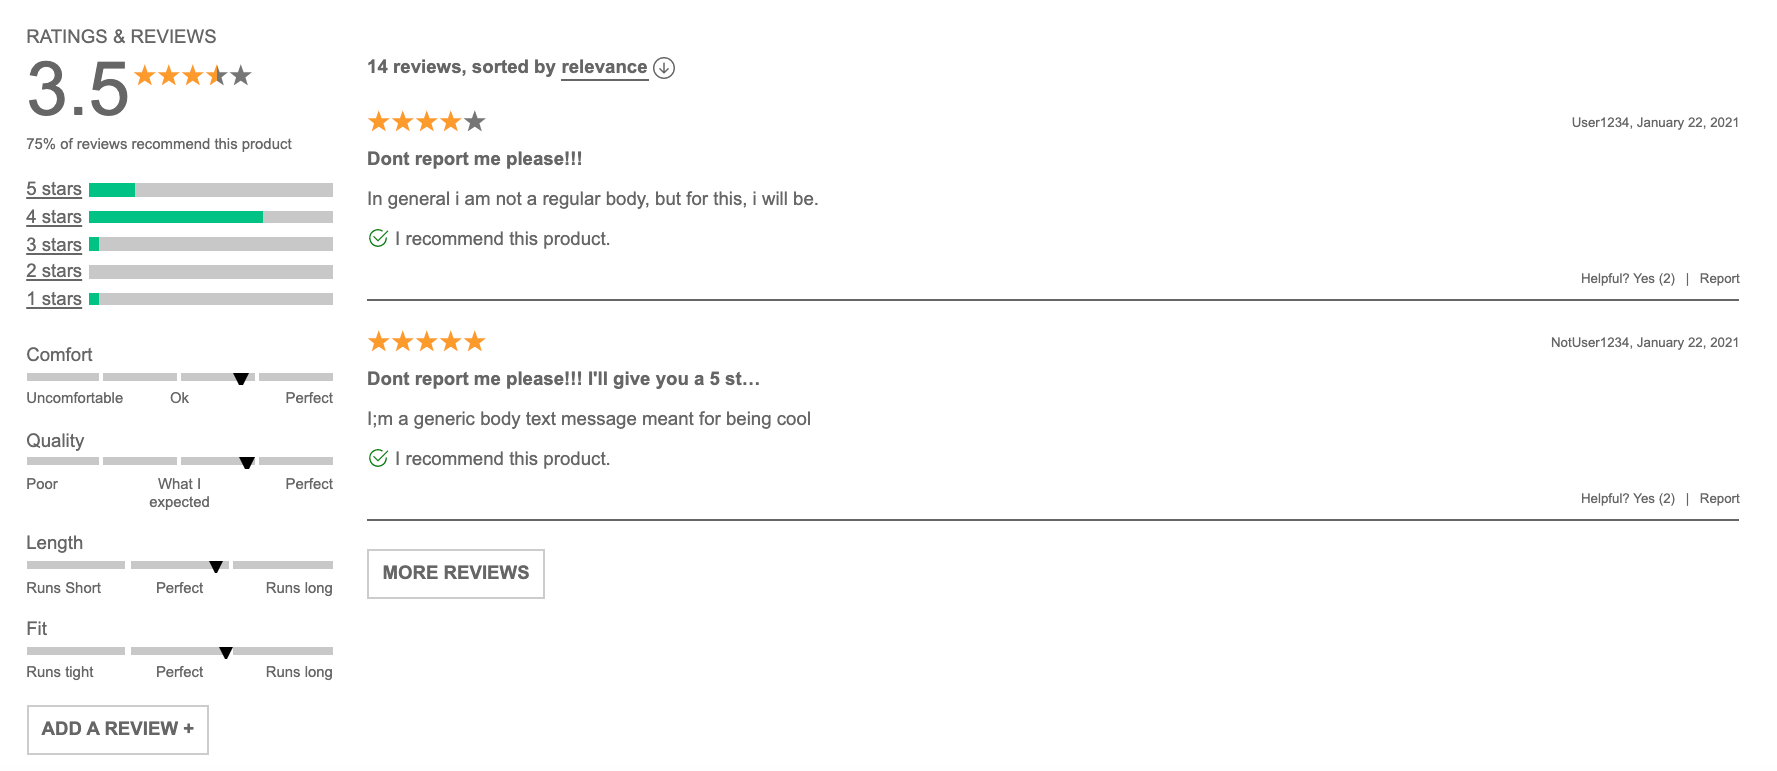 RATINGS & REVIEWS
3.5
75% of reviews recommend this product
5 stars
4 stars
3 stars
2 stars
1 stars
Comfort
Uncomfortable Ok Perfect
Quality
Poor What I expected Perfect
Length
Runs Short Perfect Runs long
Fit
Runs tight Perfect Runs long
ADD A REVIEW +
14 reviews, sorted by relevance
User1234, January 22, 2021
Dont report me please!!!
In general i am not a regular body, but for this, i will be.
I recommend this product.
Helpful? Yes (2) | Report
NotUser1234, January 22, 2021
Dont report me please!!! I'll give you a 5 st...
I;m a generic body text message meant for being cool
I recommend this product.
Helpful? Yes (2) | Report
MORE REVIEWS